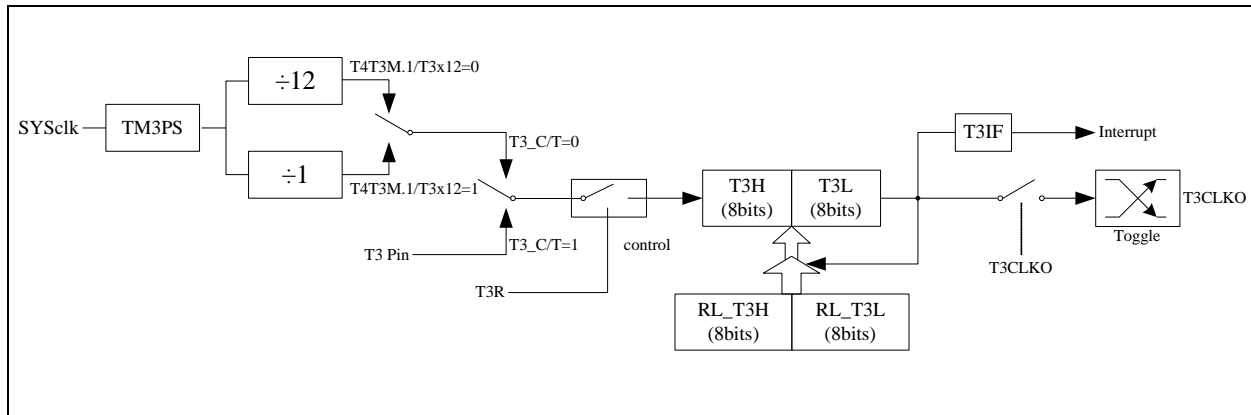 T4T3M.1/T3x12=0
÷12
SYSclk
TM3PS
T3IF
Interrupt
T3_C/T=0
÷1
T4T3M.1/T3x12=1
T3H
(8bits)
T3L
(8bits)
T3CLKO
T3 Pin
T3_C/T=1
control
Toggle
T3R
T3CLKO
RL_T3H
(8bits)
RL_T3L
(8bits)